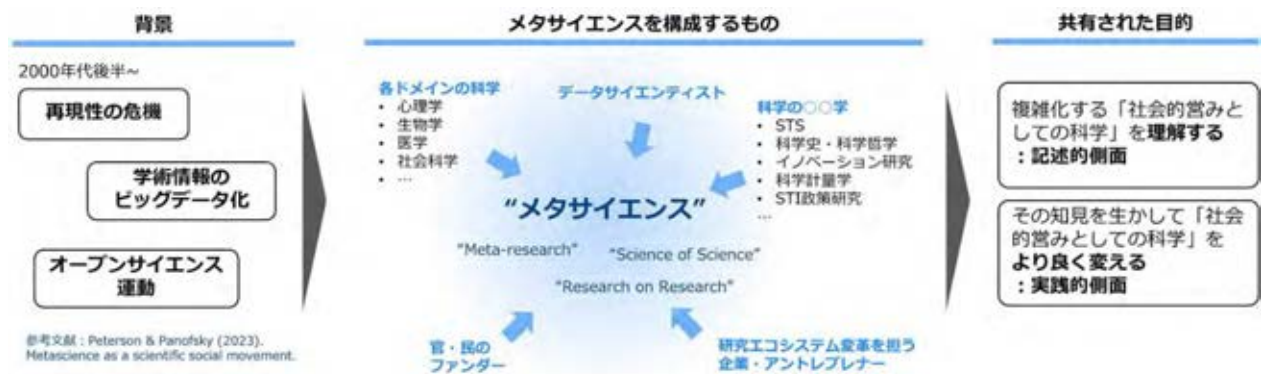 背景
2000年代後半~
再現性の危機
学術情報の
ビッグデータ化
オープンサイエンス
運動
参考文献：Peterson & Panofsky (2023).
Metascience as a scientific social movement.
メタサイエンスを構成するもの
各ドメインの科学
• 心理学
• 生物学
• 医学
• 社会科学
• …
データサイエンティスト
科学の○○学
• STS
• 科学史・科学哲学
• イノベーション研究
• 科学計量学
• STI政策研究
…
“メタサイエンス”
"Meta-research"
"Science of Science"
"Research on Research"
官・民の
ファンダー
研究エコシステム変革を担う
企業・アントレプレナー
共有された目的
複雑化する「社会的営みと
しての科学」を理解する
：記述的側面
その知見を生かして「社会
的営みとしての科学」を
より良く変える
：実践的側面